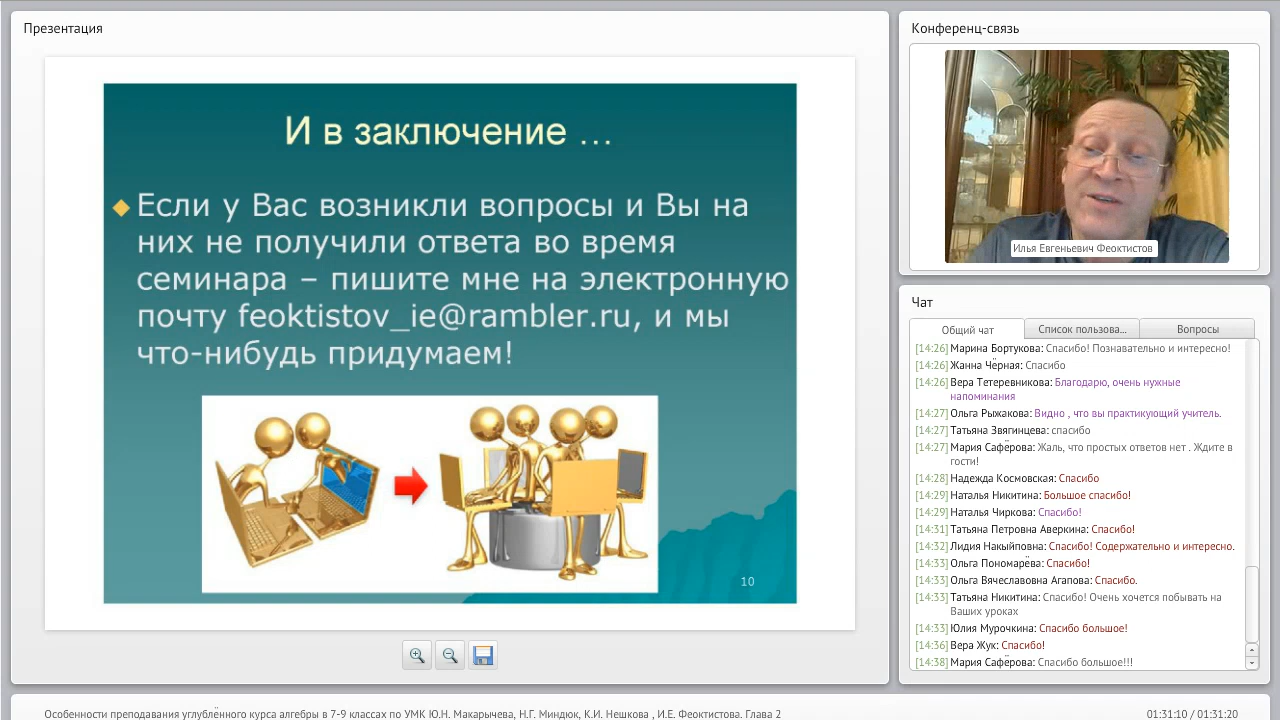 Презентация
И в заключение ...
Если у Вас возникли вопросы и Вы на
них не получили ответа во время
семинара – пишите мне на электронную
почту feoktistov_ie@rambler.ru, и мы
что-нибудь придумаем!
10
Конференц-связь
Илья Евгеньевич Феоктистов
Чат
Общий чат
Список пользова...
Вопросы
[14:26] Марина Бортукова: Спасибо! Познавательно и интересно!
[14:26] Жанна Чёрная: Спасибо
[14:26] Вера Тетеревникова: Благодарю, очень нужные
напоминания
[14:27] Ольга Рыжакова: Видно , что вы практикующий учитель.
[14:27] Татьяна Звягинцева: спасибо
[14:27] Мария Сафёрова: Жаль, что простых ответов нет . Ждите в
гости!
[14:28] Надежда Космовская: Спасибо
[14:29] Наталья Никитина: Большое спасибо!
[14:29] Наталья Чиркова: Спасибо!
[14:31] Татьяна Петровна Аверкина: Спасибо!
[14:32] Лидия Накыйповна: Спасибо! Содержательно и интересно.
[14:33] Ольга Пономарёва: Спасибо!
[14:33] Ольга Вячеславовна Агапова: Спасибо.
[14:33] Татьяна Никитина: Спасибо! Очень хочется побывать на
Ваших уроках
[14:33] Юлия Мурочкина: Спасибо большое!
[14:36] Вера Жук: Спасибо!
[14:38] Мария Сафёрова: Спасибо большое!!!
Особенности преподавания углублённого курса алгебры в 7-9 классах по УМК Ю.Н. Макарычева, Н.Г. Миндюк, К.И. Нешкова , И.Е. Феоктистова. Глава 2
01:31:10 / 01:31:20